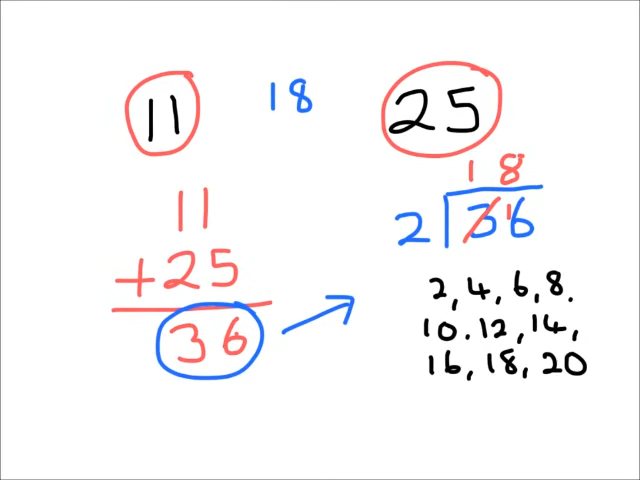 11 18 25
11
+25
36
18
2 36
1
2, 4, 6, 8.
10. 12, 14,
16, 18, 20